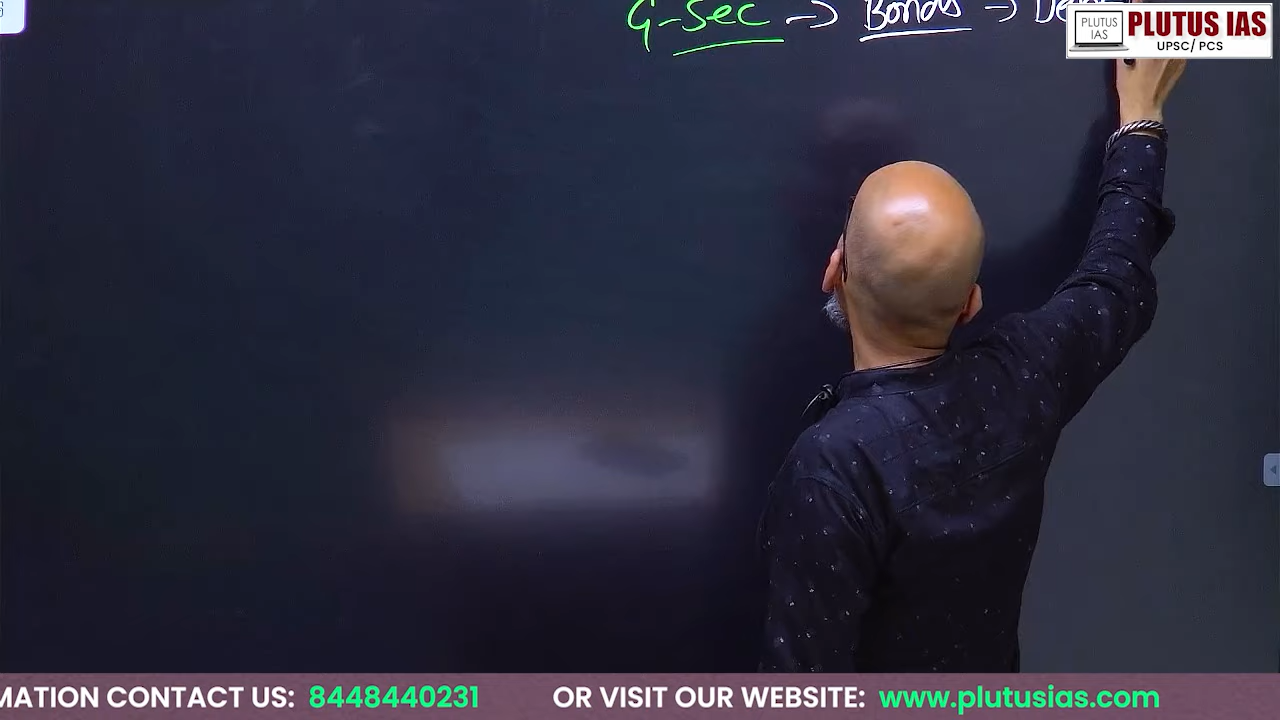 G-Sec → Bonds →
PLUTUS IAS
PLUTUS IAS
UPSC/ PCS
MATION CONTACT US: 8448440231 OR VISIT OUR WEBSITE: www.plutusias.com